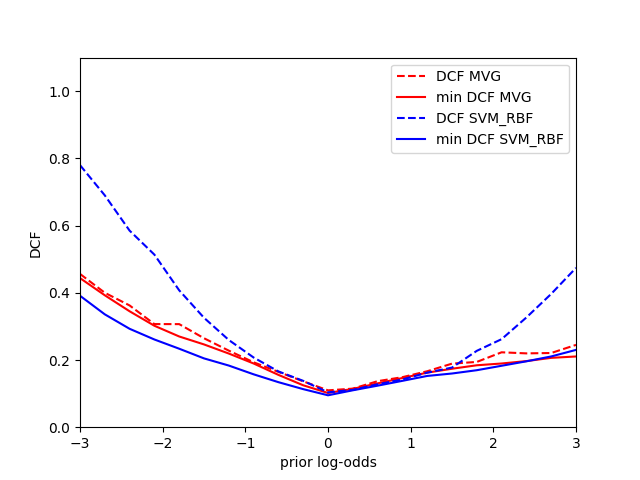 DCF MVG
min DCF MVG
DCF SVM_RBF
min DCF SVM_RBF
1.0
0.8
0.6
0.4
0.2
0.0
DCF
−3
−2
−1
0
1
2
3
prior log-odds